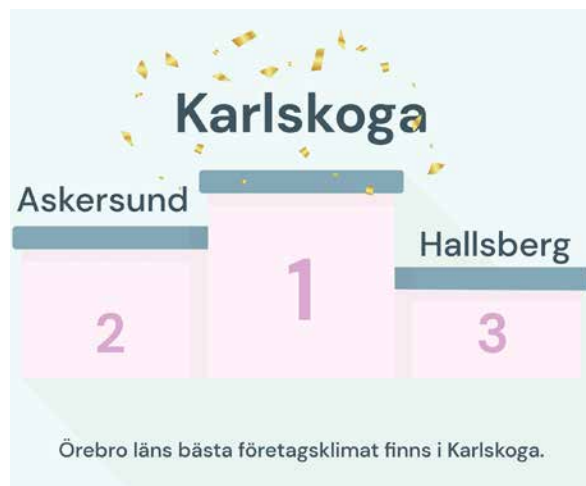 Karlskoga
Askersund
Hallsberg
1
2
3
Örebro läns bästa företagsklimat finns i Karlskoga.